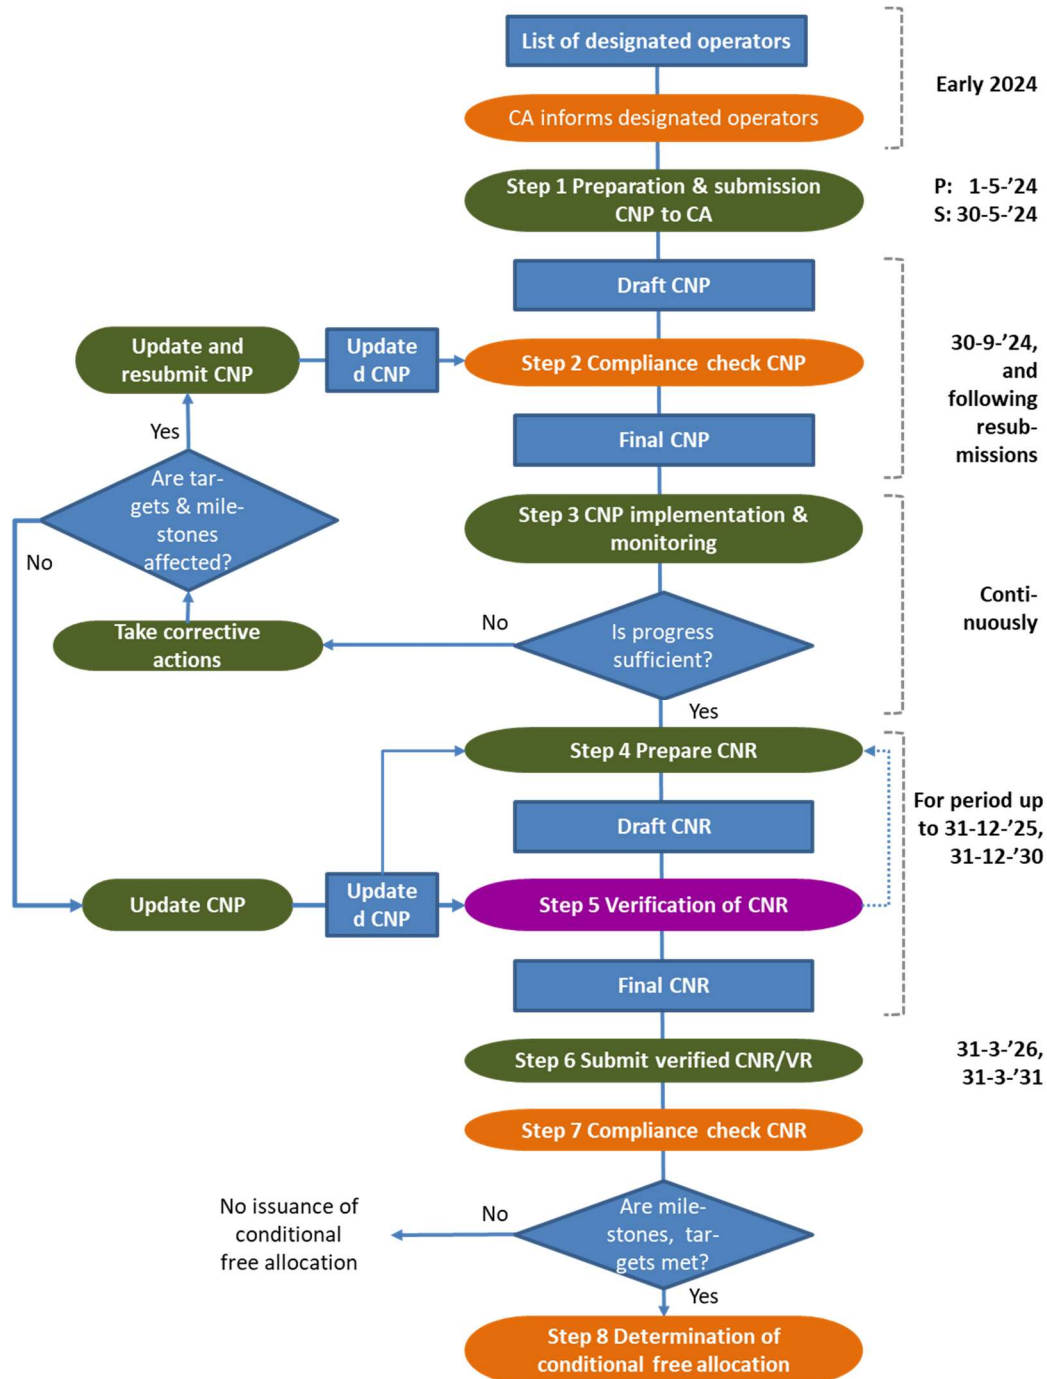 List of designated operators
Early 2024
CA informs designated operators
Step 1 Preparation & submission
CNP to CA
P:   1-5-’24
S: 30-5-’24
Draft CNP
Update and
resubmit CNP
Update
d CNP
Step 2 Compliance check CNP
30-9-’24,
and
following
resub-
missions
Yes
Final CNP
Are tar-
gets & mile-
stones
affected?
No
Step 3 CNP implementation &
monitoring
Conti-
nuously
Take corrective
actions
No
Is progress
sufficient?
Yes
Step 4 Prepare CNR
For period up
to 31-12-’25,
31-12-’30
Draft CNR
Update CNP
Update
d CNP
Step 5 Verification of CNR
Final CNR
Step 6 Submit verified CNR/VR
31-3-’26,
31-3-’31
Step 7 Compliance check CNR
No issuance of
conditional
free allocation
No
Are mile-
stones, tar-
gets met?
Yes
Step 8 Determination of
conditional free allocation